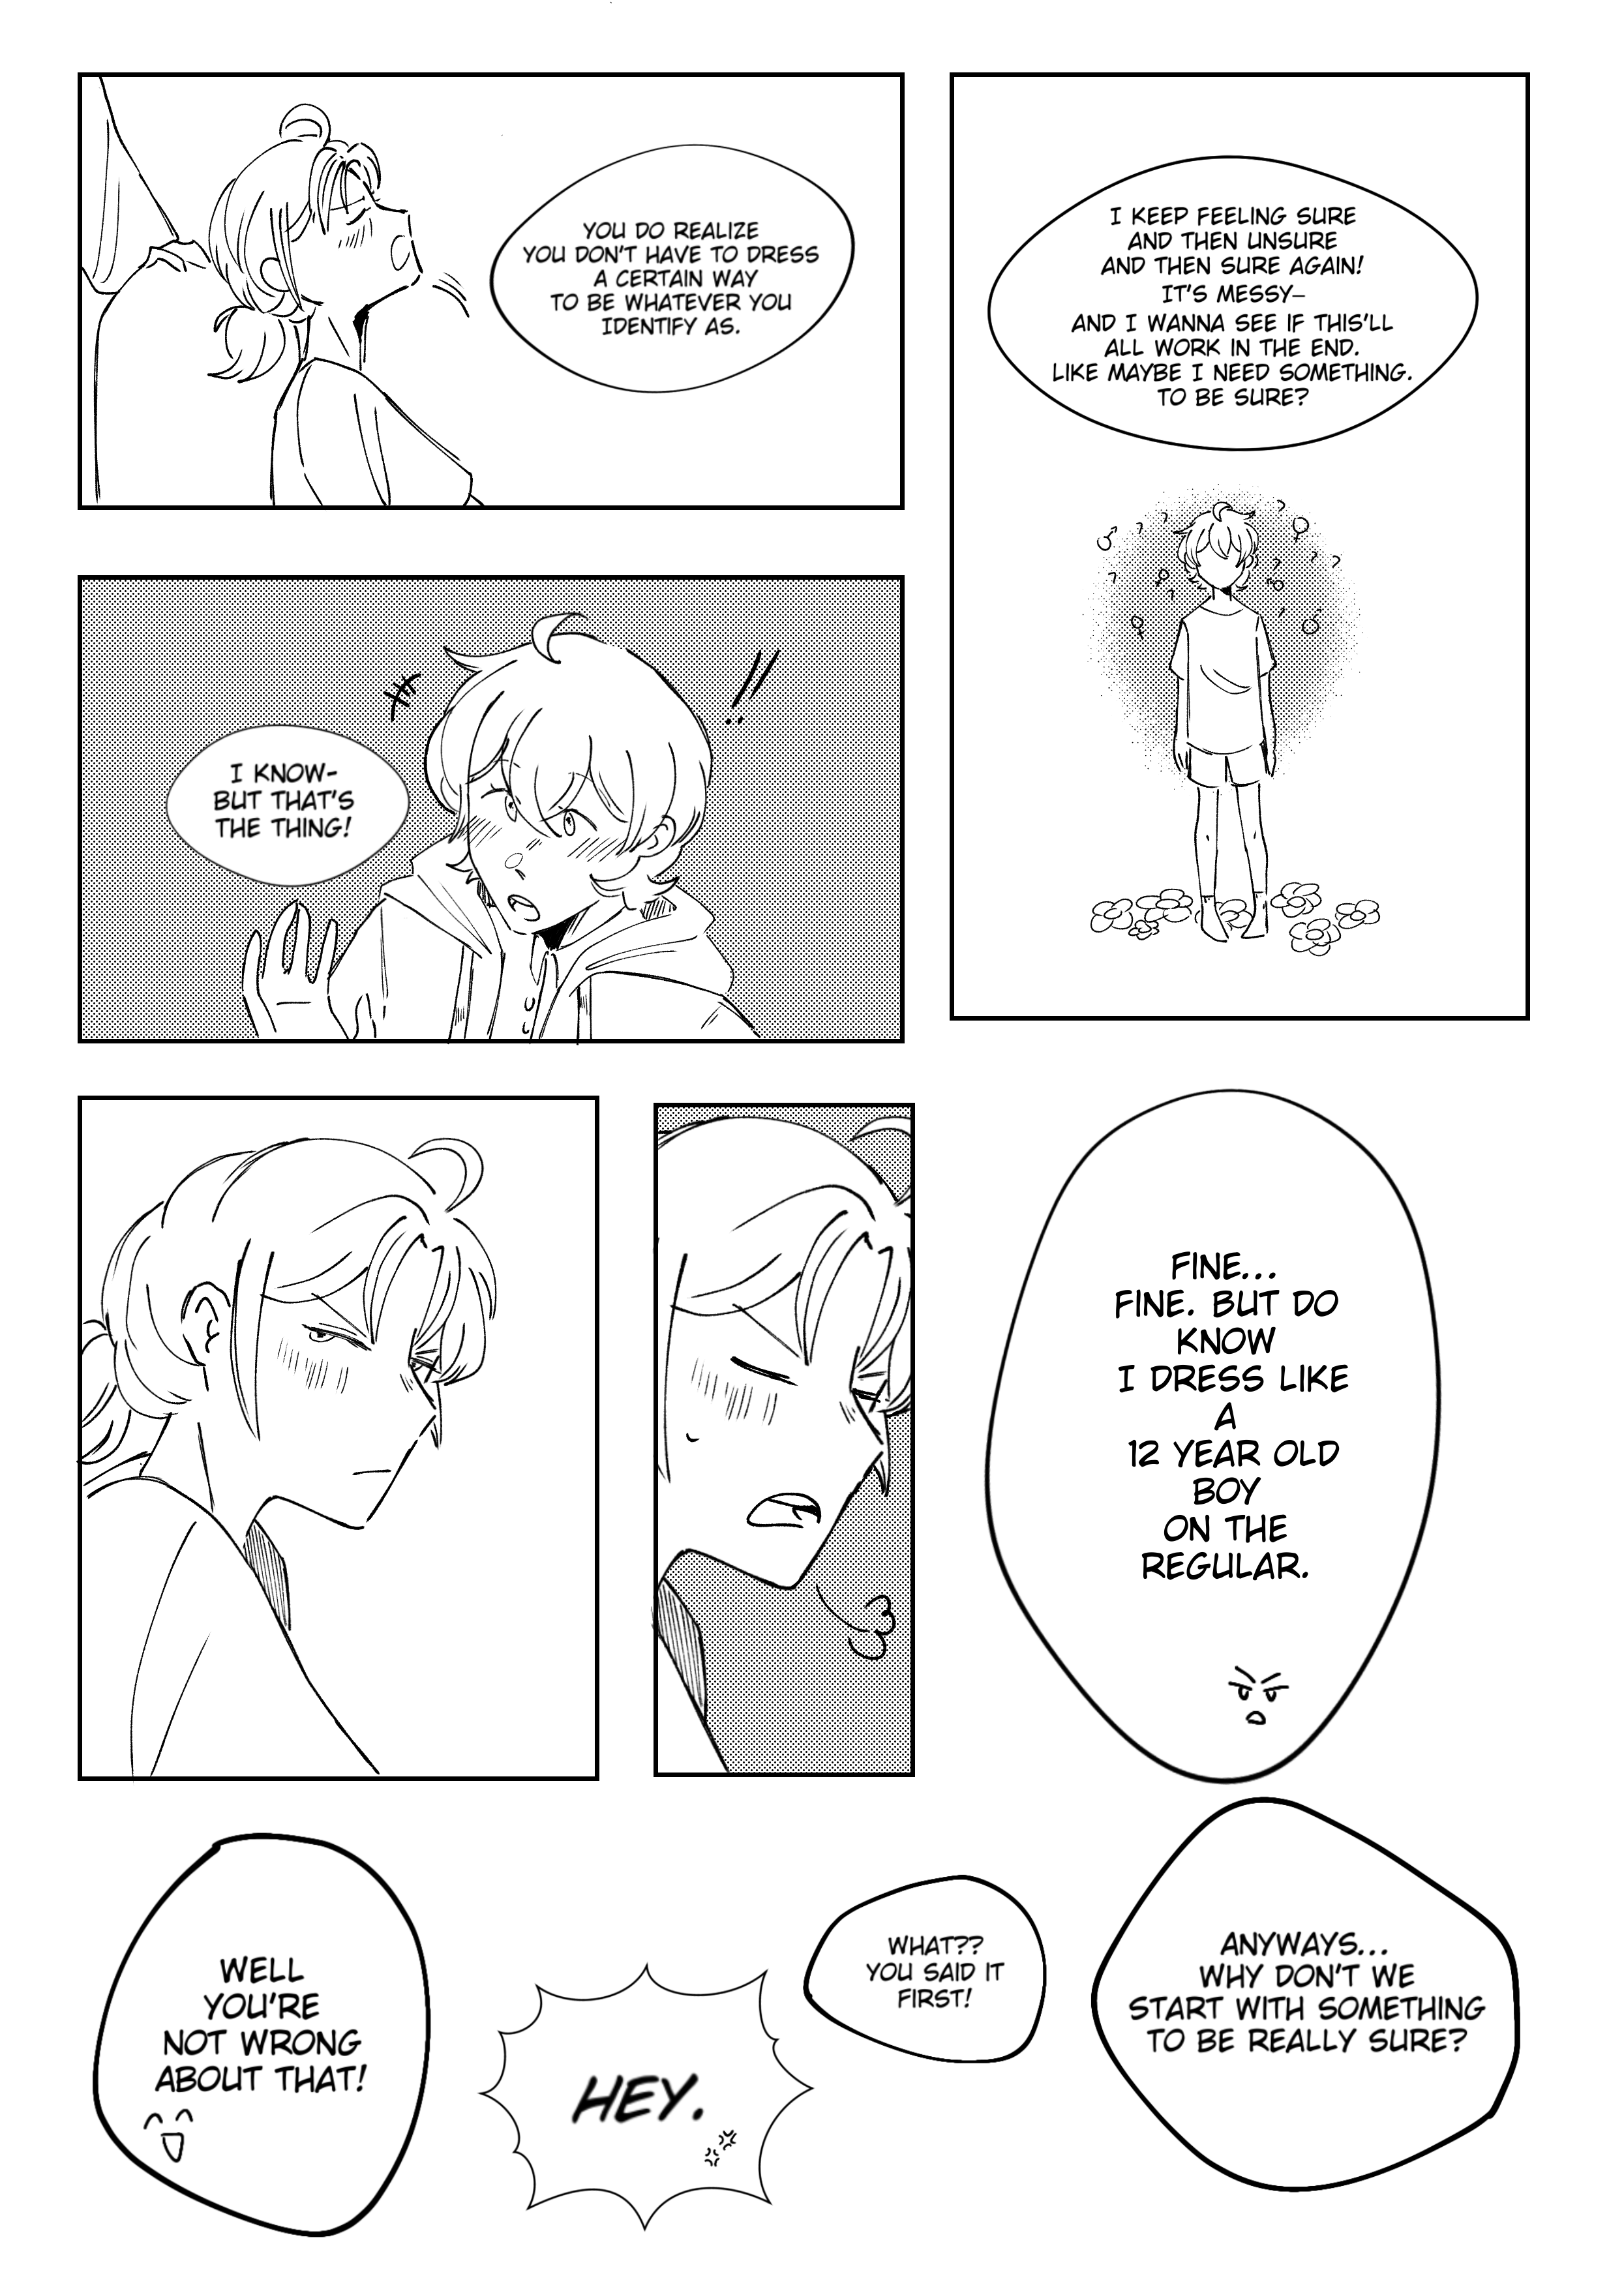 YOU DO REALIZE
YOU DON'T HAVE TO DRESS
A CERTAIN WAY
TO BE WHATEVER YOU
IDENTIFY AS.
I KNOW-
BUT THAT'S
THE THING!
I KEEP FEELING SURE
AND THEN UNSURE
AND THEN SURE AGAIN!
IT'S MESSY—
AND I WANNA SEE IF THIS'LL
ALL WORK IN THE END.
LIKE MAYBE I NEED SOMETHING.
TO BE SURE?
FINE...
FINE. BUT DO
KNOW
I DRESS LIKE
A
12 YEAR OLD
BOY
ON THE
REGULAR.
WELL
YOU'RE
NOT WRONG
ABOUT THAT!
HEY.
WHAT??
YOU SAID IT
FIRST!
ANYWAYS...
WHY DON'T WE
START WITH SOMETHING
TO BE REALLY SURE?